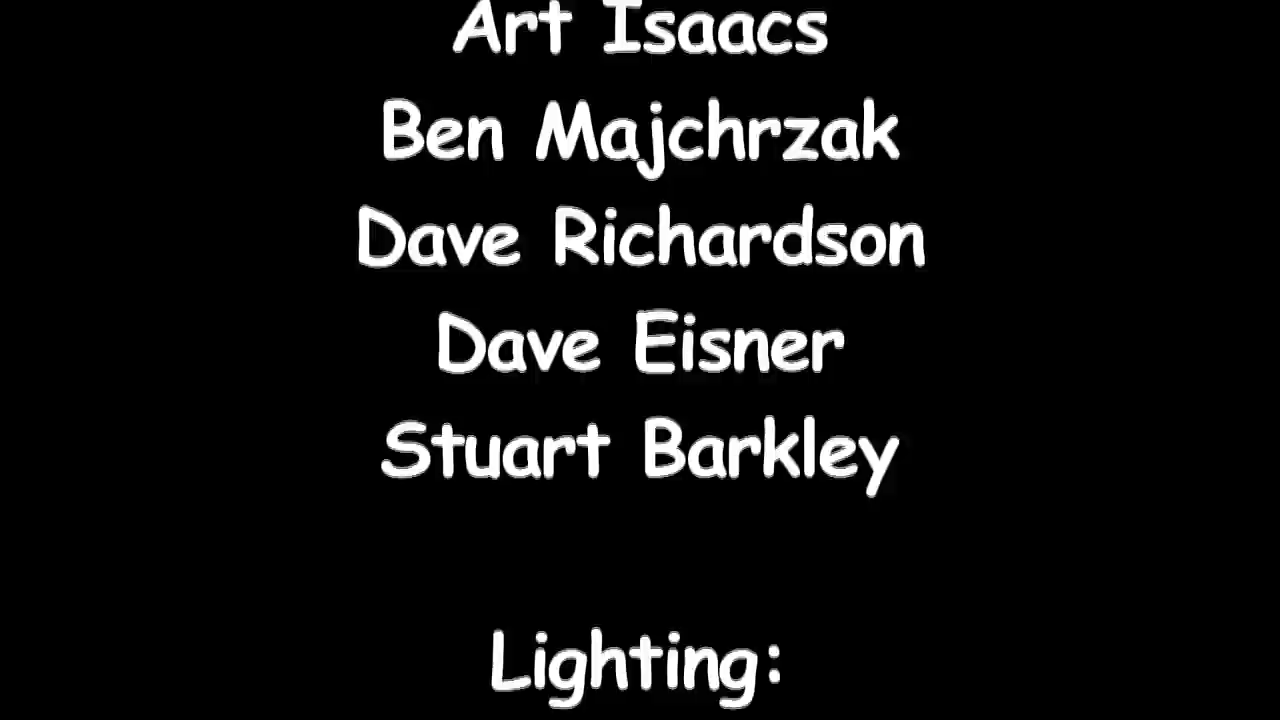 Art Isaacs
Ben Majchrzak
Dave Richardson
Dave Eisner
Stuart Barkley
Lighting: